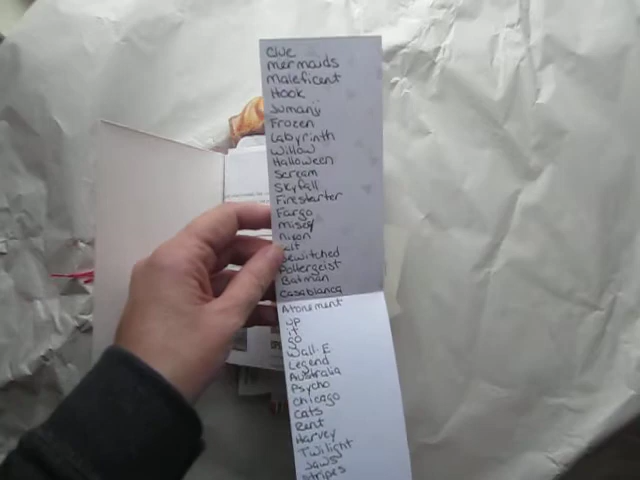 Clue
Mermaids
Maleficent
Hook
Jumanji
Frozen
Labyrinth
Willow
Halloween
Scream
Skyfall
Firestarter
Fargo
Misery
Nixon
Bewitched
Poltergeist
Batman
Casablanca
Atonement
Up
it
Go
Wall-E
Legend
Australia
Psycho
Chicago
Cats
Rent
Harvey
Twilight
Jaws
Stripes